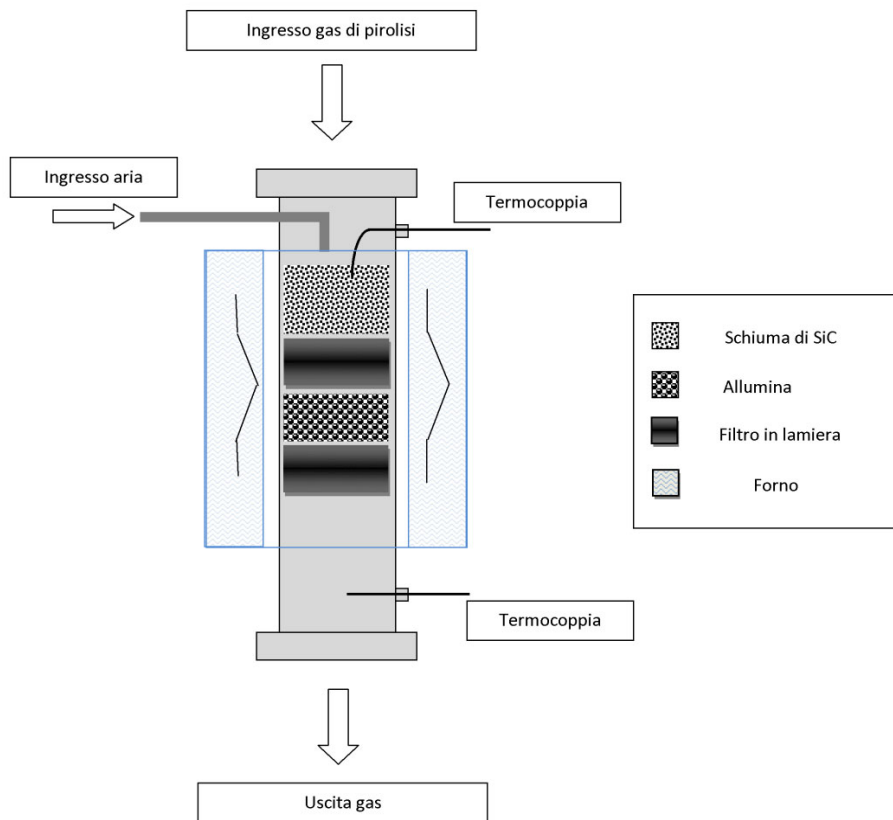 Ingresso gas di pirolisi
Ingresso aria
Termocoppia
Schiuma di SiC
Allumina
Filtro in lamiera
Forno
Termocoppia
Uscita gas